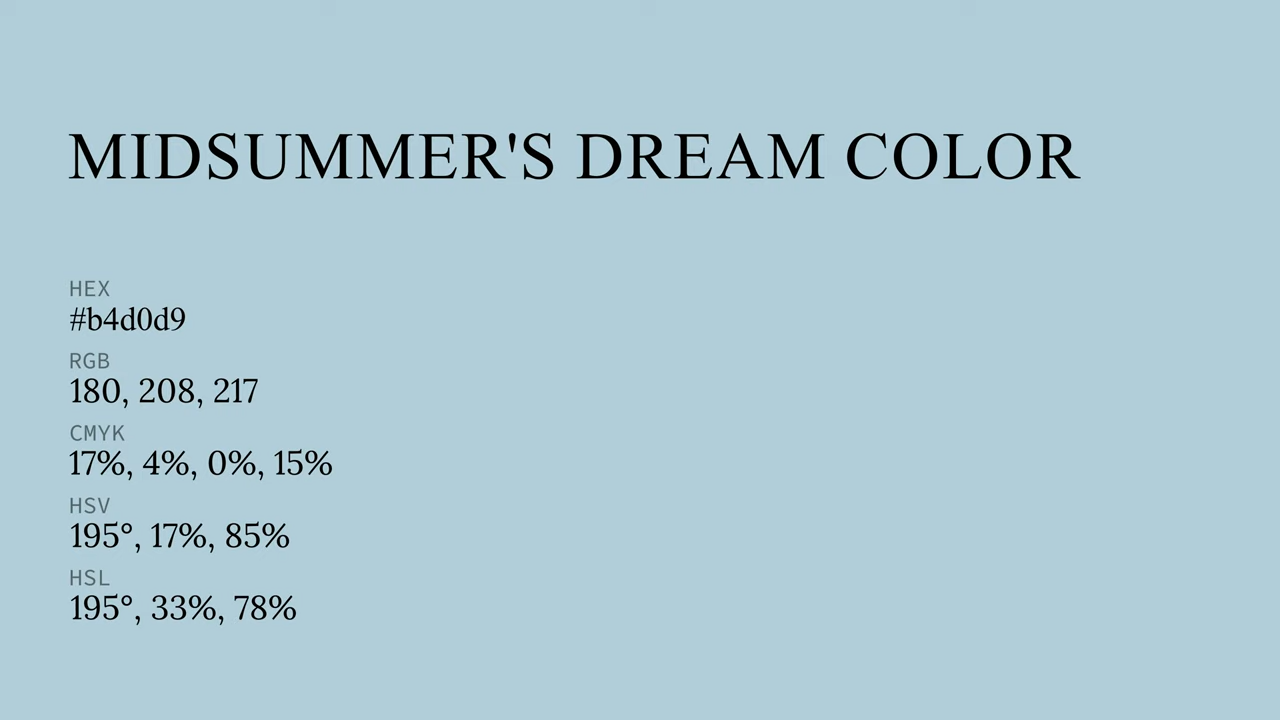 MIDSUMMER'S DREAM COLOR
HEX
#b4d0d9
RGB
180, 208, 217
CMYK
17%, 4%, 0%, 15%
HSV
195°, 17%, 85%
HSL
195°, 33%, 78%